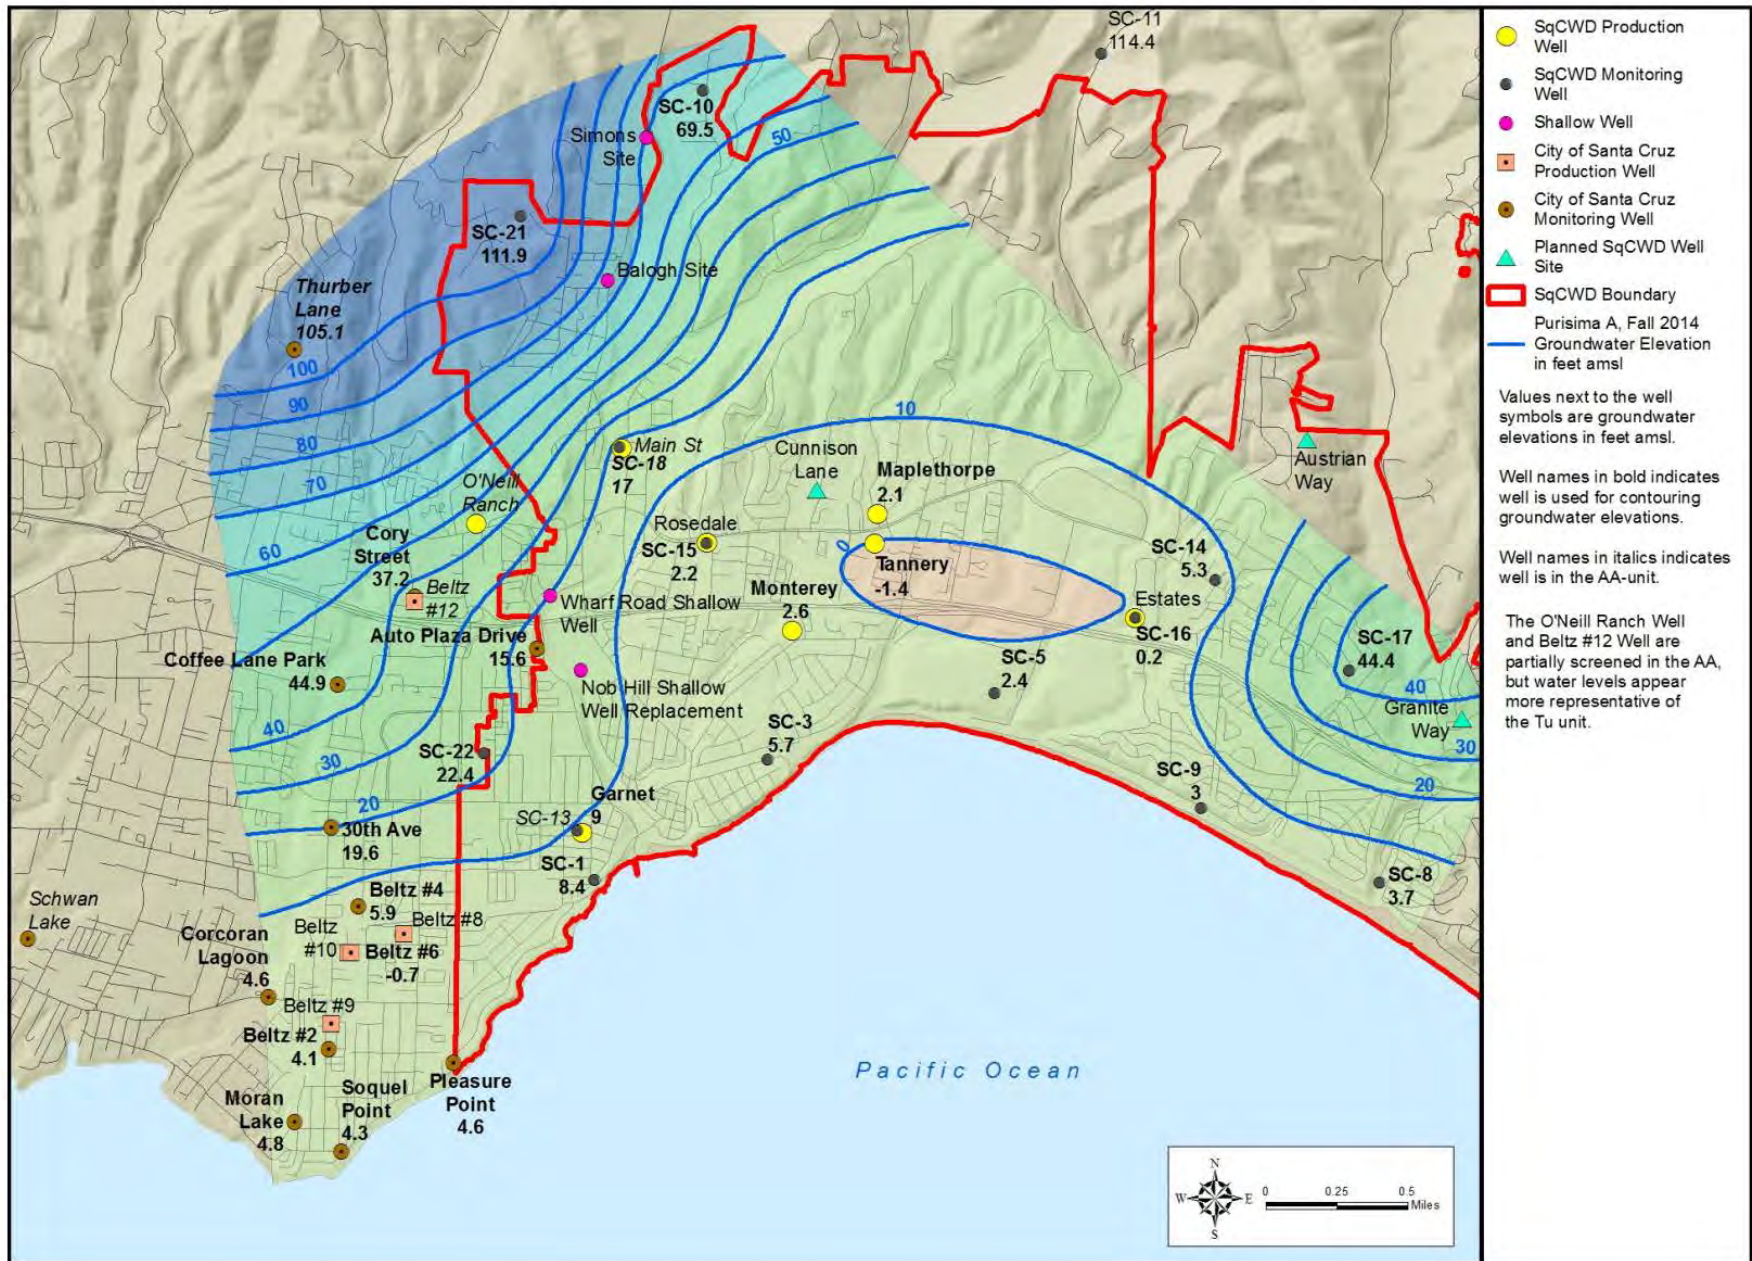 SC-11
114.4
SC-10
69.5
50
Simons
Site
SC-21
111.9
Balogh Site
Thurber
Lane
105.1
100
90
80
70
60
40
30
20
10
0
Main St
SC-18
17
O'Neill
Ranch
Cory
Street
37.2
Beltz
#12
Cunnison
Lane
Maplethorpe
2.1
Rosedale
SC-15
2.2
Tannery
-1.4
Monterey
2.6
SC-14
5.3
Estates
SC-16
0.2
Austrian
Way
SC-17
44.4
40
Granite
Way
30
20
Wharf Road Shallow
Well
Auto Plaza Drive
15.6
Coffee Lane Park
44.9
Nob Hill Shallow
Well Replacement
SC-5
2.4
SC-3
5.7
SC-22
22.4
SC-9
3
Garnet
9
SC-13
30th Ave
19.6
SC-1
8.4
SC-8
3.7
Schwan
Lake
Beltz #4
5.9
Beltz #8
Beltz
#10
Beltz #6
-0.7
Corcoran
Lagoon
4.6
Beltz #9
Beltz #2
4.1
Pleasure
Point
4.6
Soquel
Point
4.3
Moran
Lake
4.8
Pacific Ocean
N
W
E
S
0
0.25
0.5
Miles
SqCWD Production
Well
SqCWD Monitoring
Well
Shallow Well
City of Santa Cruz
Production Well
City of Santa Cruz
Monitoring Well
Planned SqCWD Well
Site
SqCWD Boundary
Purisima A, Fall 2014
Groundwater Elevation
in feet amsl
Values next to the well
symbols are groundwater
elevations in feet amsl.
Well names in bold indicates
well is used for contouring
groundwater elevations.
Well names in italics indicates
well is in the AA-unit.
The O'Neill Ranch Well
and Beltz #12 Well are
partially screened in the AA,
but water levels appear
more representative of
the Tu unit.